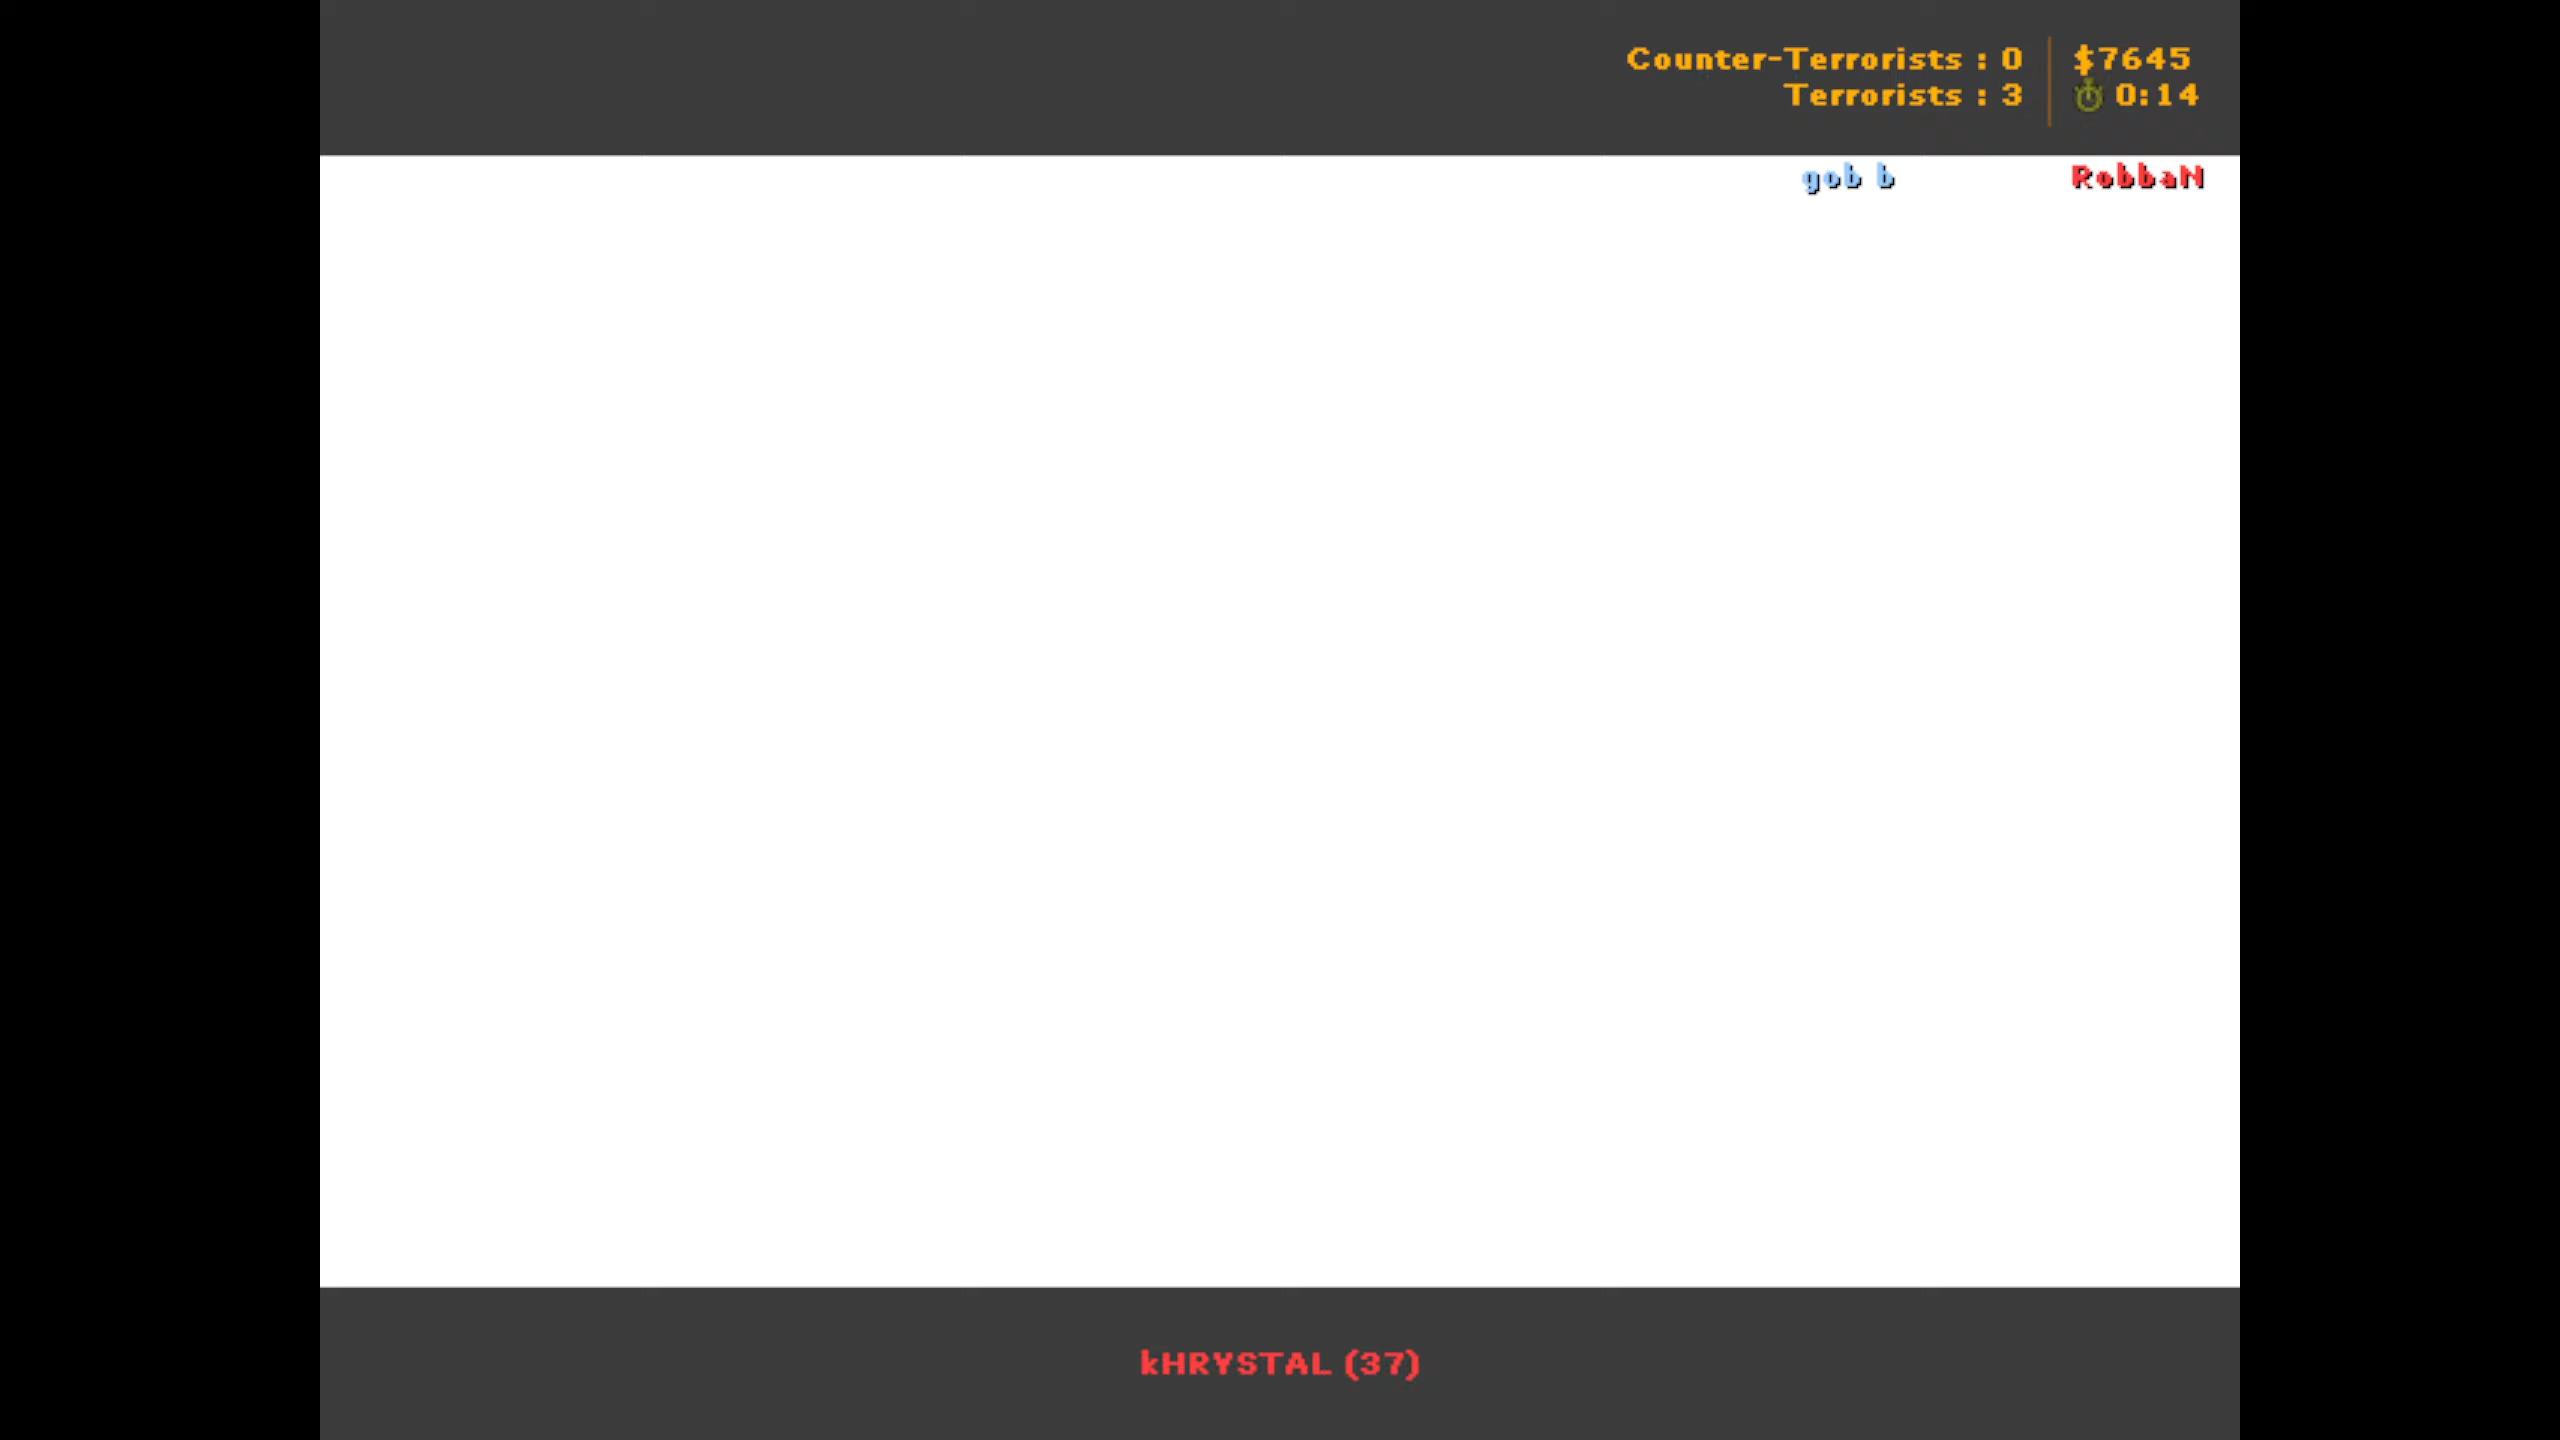 Counter-Terrorists : 0 $7645
Terrorists : 3 0:14
gob b RobbaN
kHRYSTAL (37)